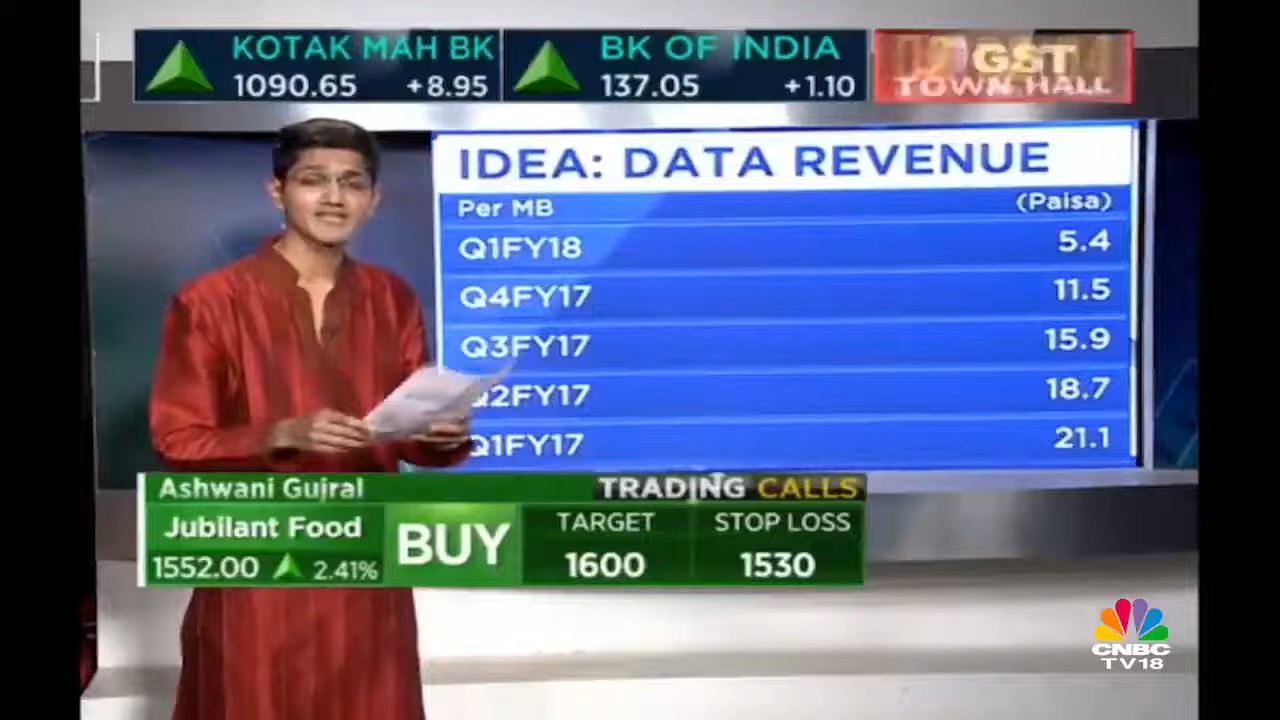 KOTAK MAH BK
1090.65 +8.95
BK OF INDIA
137.05 +1.10
GST
TOWN HALL
IDEA: DATA REVENUE
Per MB (Paisa)
Q1FY18 5.4
Q4FY17 11.5
Q3FY17 15.9
Q2FY17 18.7
Q1FY17 21.1
Ashwani Gujral TRADING CALLS
Jubilant Food
1552.00 2.41%
BUY
TARGET
1600
STOP LOSS
1530
CNBC
TV18